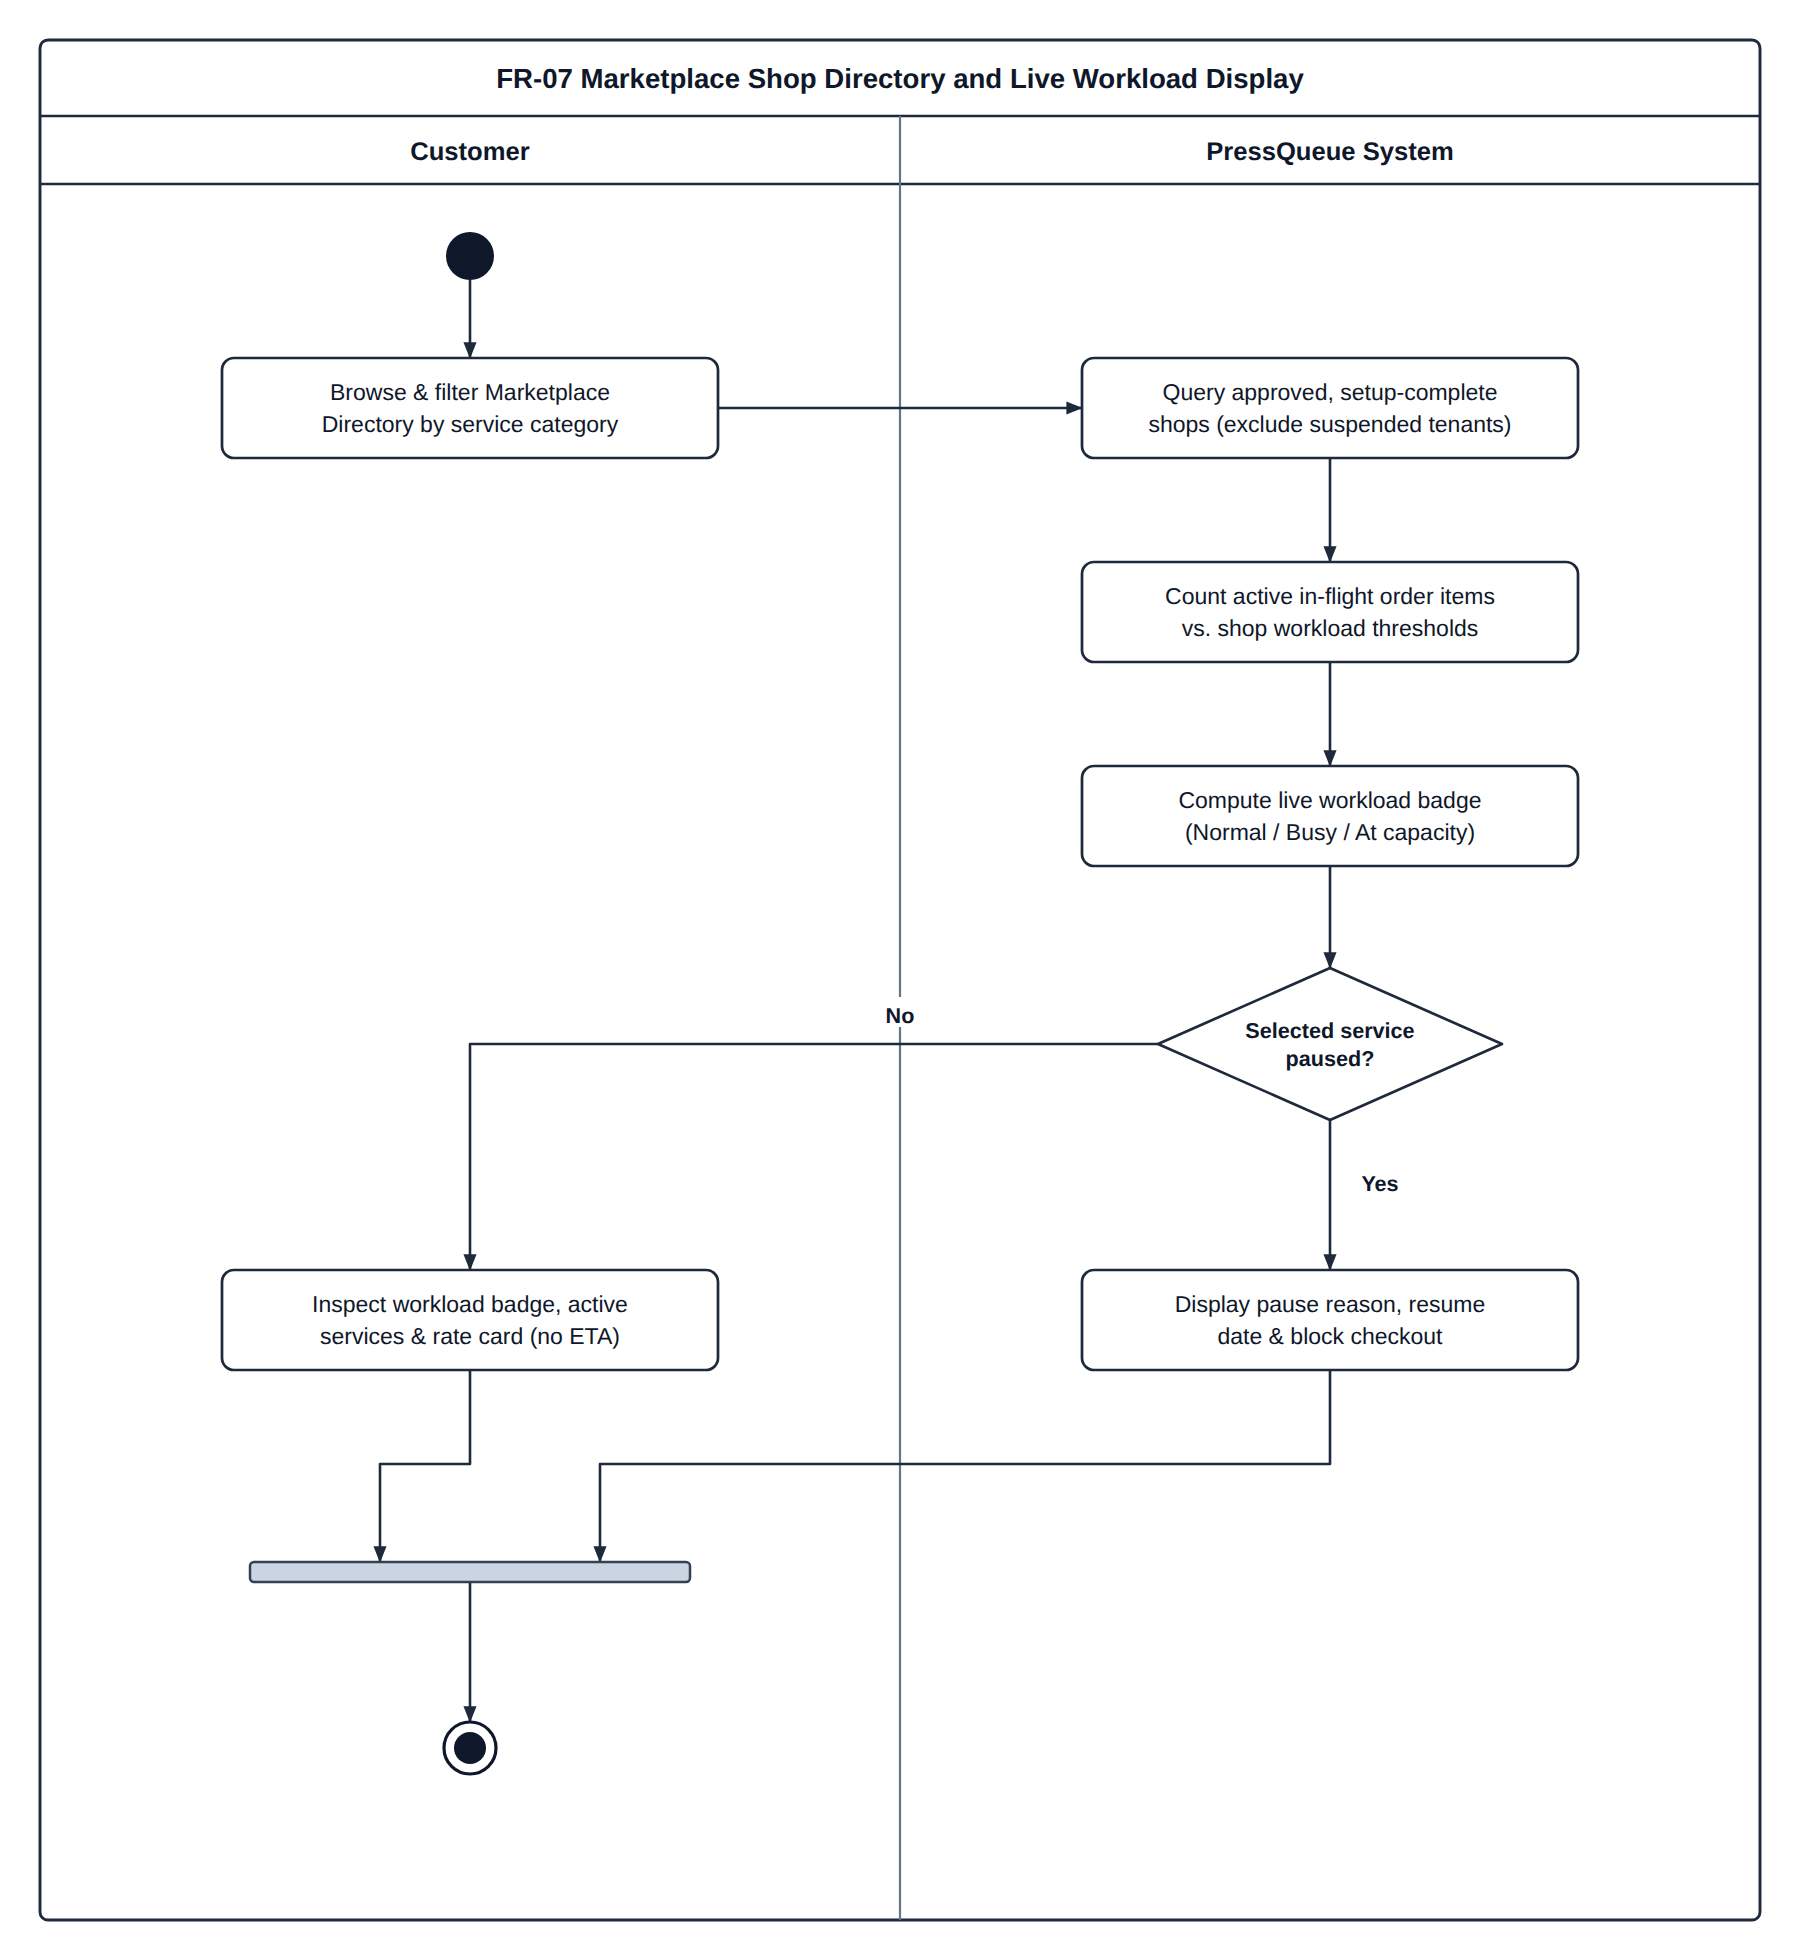 FR-07 Marketplace Shop Directory and Live Workload Display
Customer
PressQueue System
Browse & filter Marketplace
Directory by service category
Query approved, setup-complete
shops (exclude suspended tenants)
Count active in-flight order items
vs. shop workload thresholds
Compute live workload badge
(Normal / Busy / At capacity)
No
Selected service
paused?
Yes
Inspect workload badge, active
services & rate card (no ETA)
Display pause reason, resume
date & block checkout